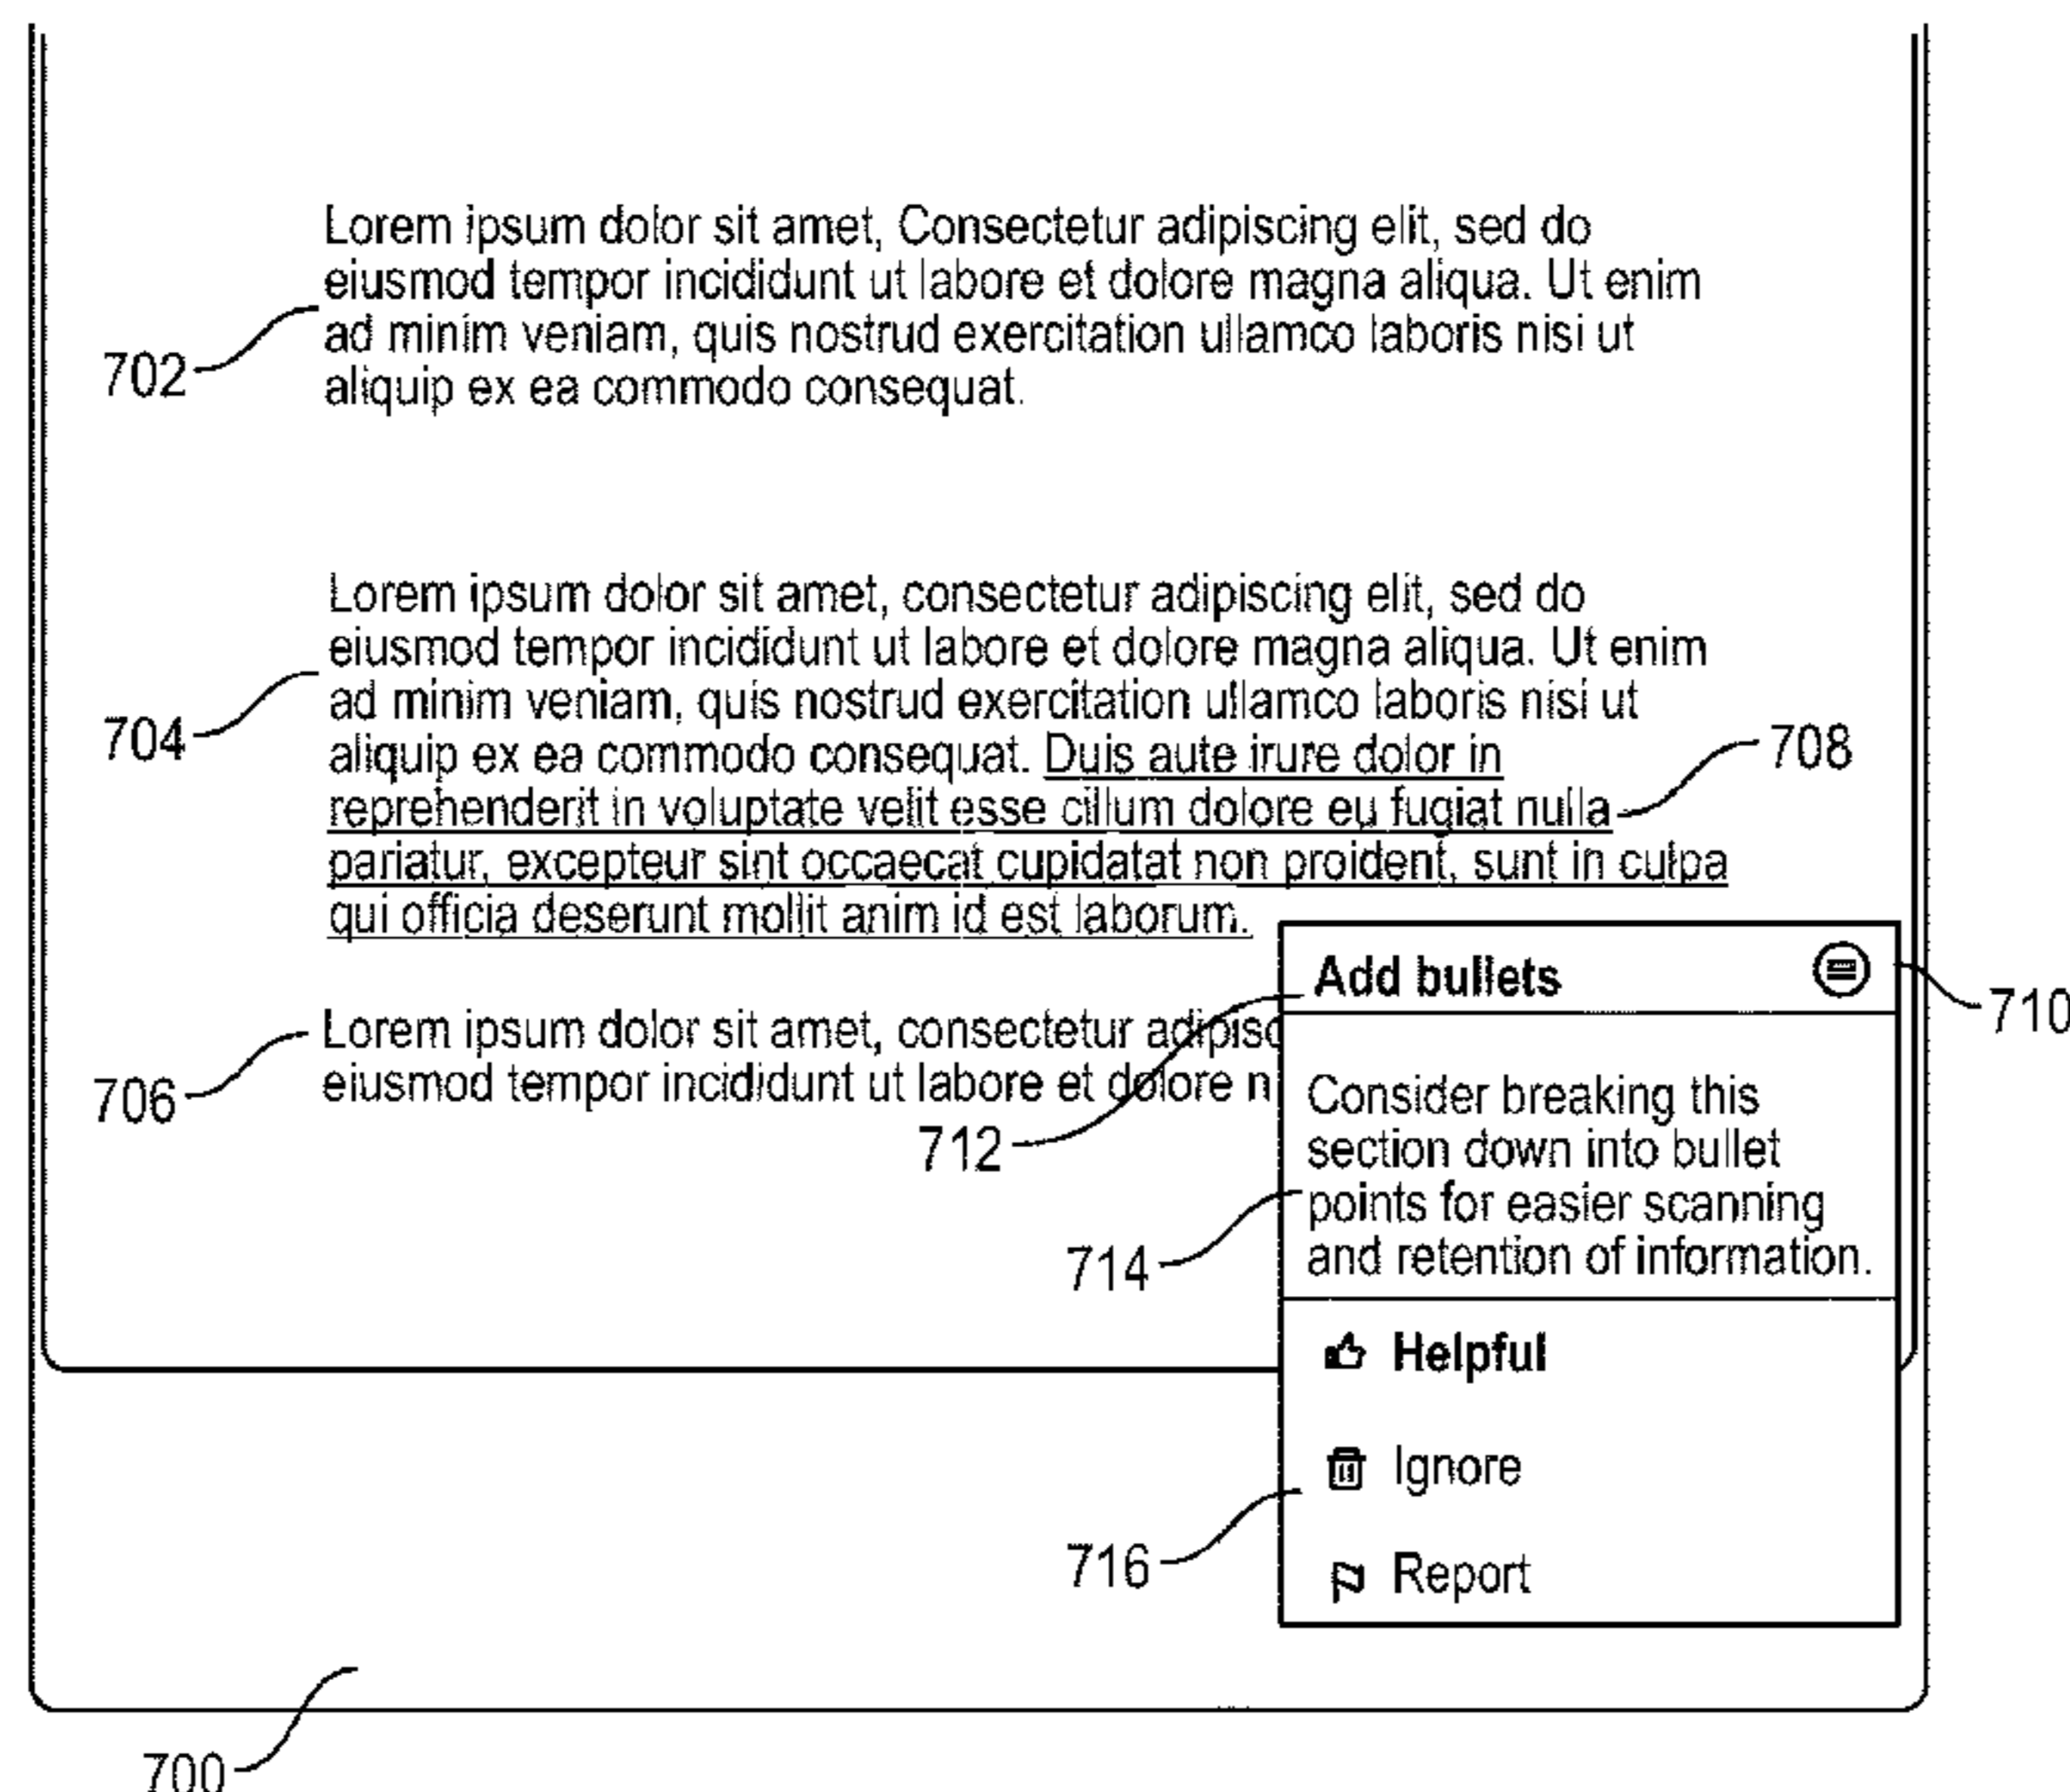 Lorem ipsum dolor sit amet, Consectetur adipiscing elit, sed do
eiusmod tempor incididunt ut labore et dolore magna aliqua. Ut enim
ad minim veniam, quis nostrud exercitation ullamco laboris nisi ut
aliquip ex ea commodo consequat.
702
Lorem ipsum dolor sit amet, consectetur adipiscing elit, sed do
eiusmod tempor incididunt ut labore et dolore magna aliqua. Ut enim
ad minim veniam, quis nostrud exercitation ullamco laboris nisi ut
aliquip ex ea commodo consequat. Duis aute irure dolor in
reprehenderit in voluptate velit esse cillum dolore eu fugiat nulla
pariatur, excepteur sint occaecat cupidatat non proident, sunt in culpa
qui officia deserunt mollit anim id est laborum.
704
708
Lorem ipsum dolor sit amet, consectetur adipisc
eiusmod tempor incididunt ut labore et dolore n
706
Add bullets
710
712
Consider breaking this
section down into bullet
points for easier scanning
and retention of information.
714
Helpful
Ignore
Report
716
700